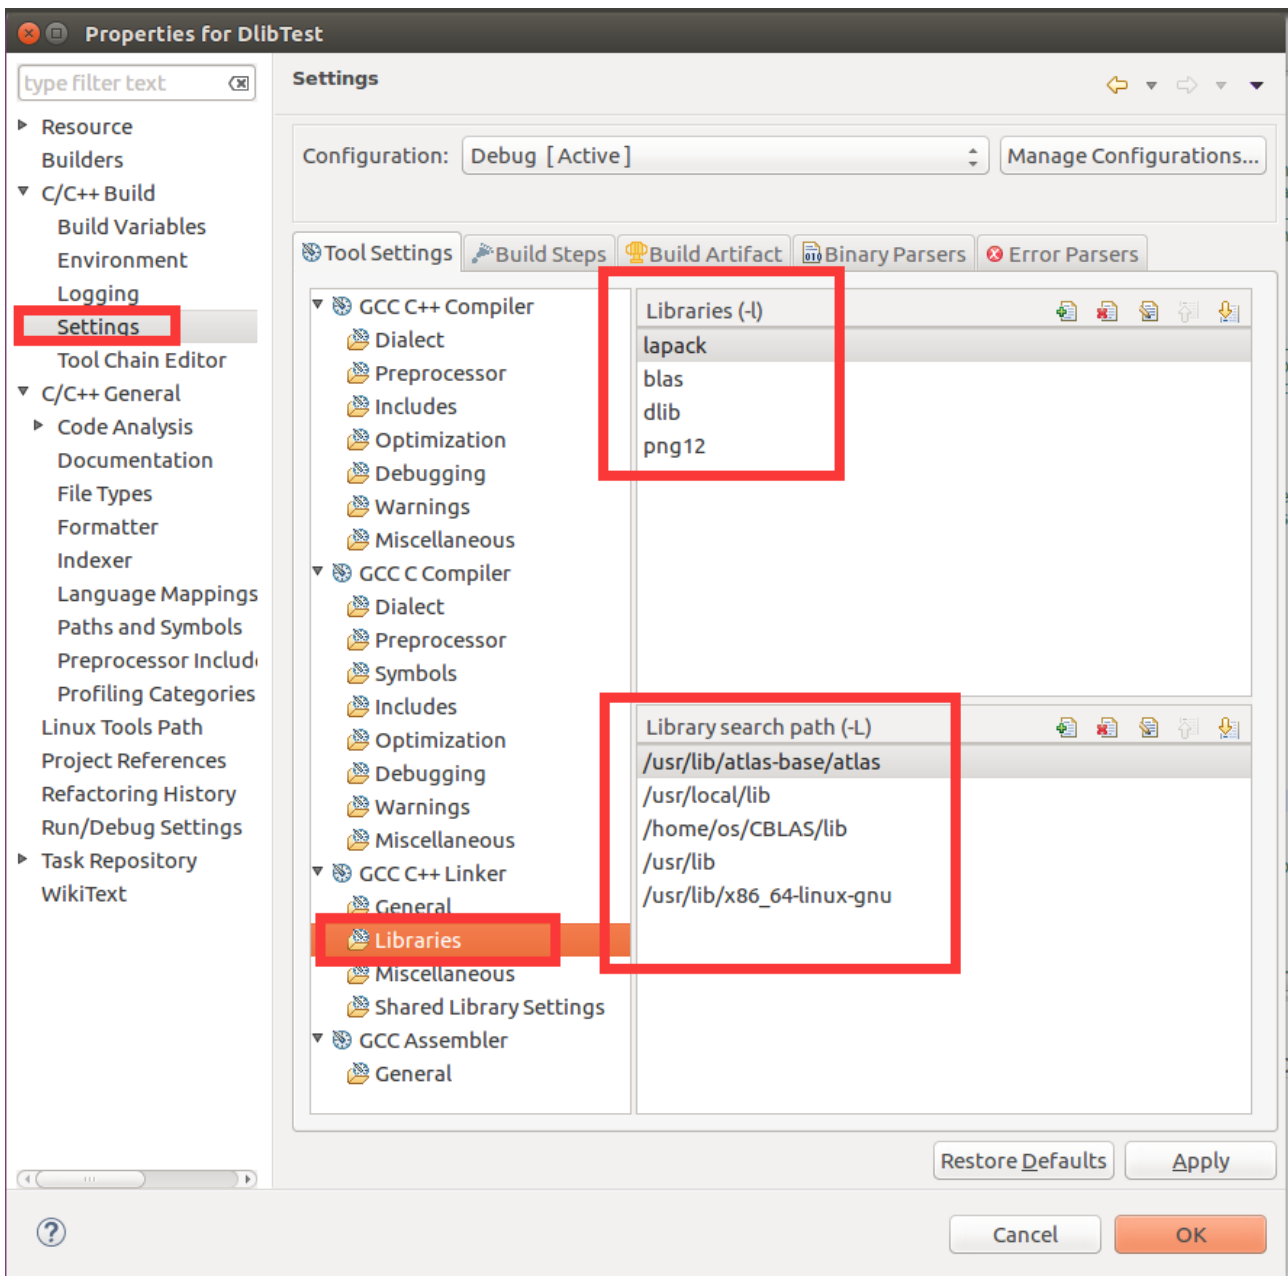 Properties for DlibTest
type filter text
Resource
Builders
C/C++ Build
Build Variables
Environment
Logging
Settings
Tool Chain Editor
C/C++ General
Code Analysis
Documentation
File Types
Formatter
Indexer
Language Mappings
Paths and Symbols
Preprocessor Includ
Profiling Categories
Linux Tools Path
Project References
Refactoring History
Run/Debug Settings
Task Repository
WikiText
Settings
Configuration: Debug [Active] Manage Configurations...
Tool Settings Build Steps Build Artifact Binary Parsers Error Parsers
GCC C++ Compiler
Dialect
Preprocessor
Includes
Optimization
Debugging
Warnings
Miscellaneous
GCC C Compiler
Dialect
Preprocessor
Symbols
Includes
Optimization
Debugging
Warnings
Miscellaneous
GCC C++ Linker
General
Libraries
Miscellaneous
Shared Library Settings
GCC Assembler
General
Libraries (-l)
lapack
blas
dlib
png12
Library search path (-L)
/usr/lib/atlas-base/atlas
/usr/local/lib
/home/os/CBLAS/lib
/usr/lib
/usr/lib/x86_64-linux-gnu
Restore Defaults Apply
Cancel OK